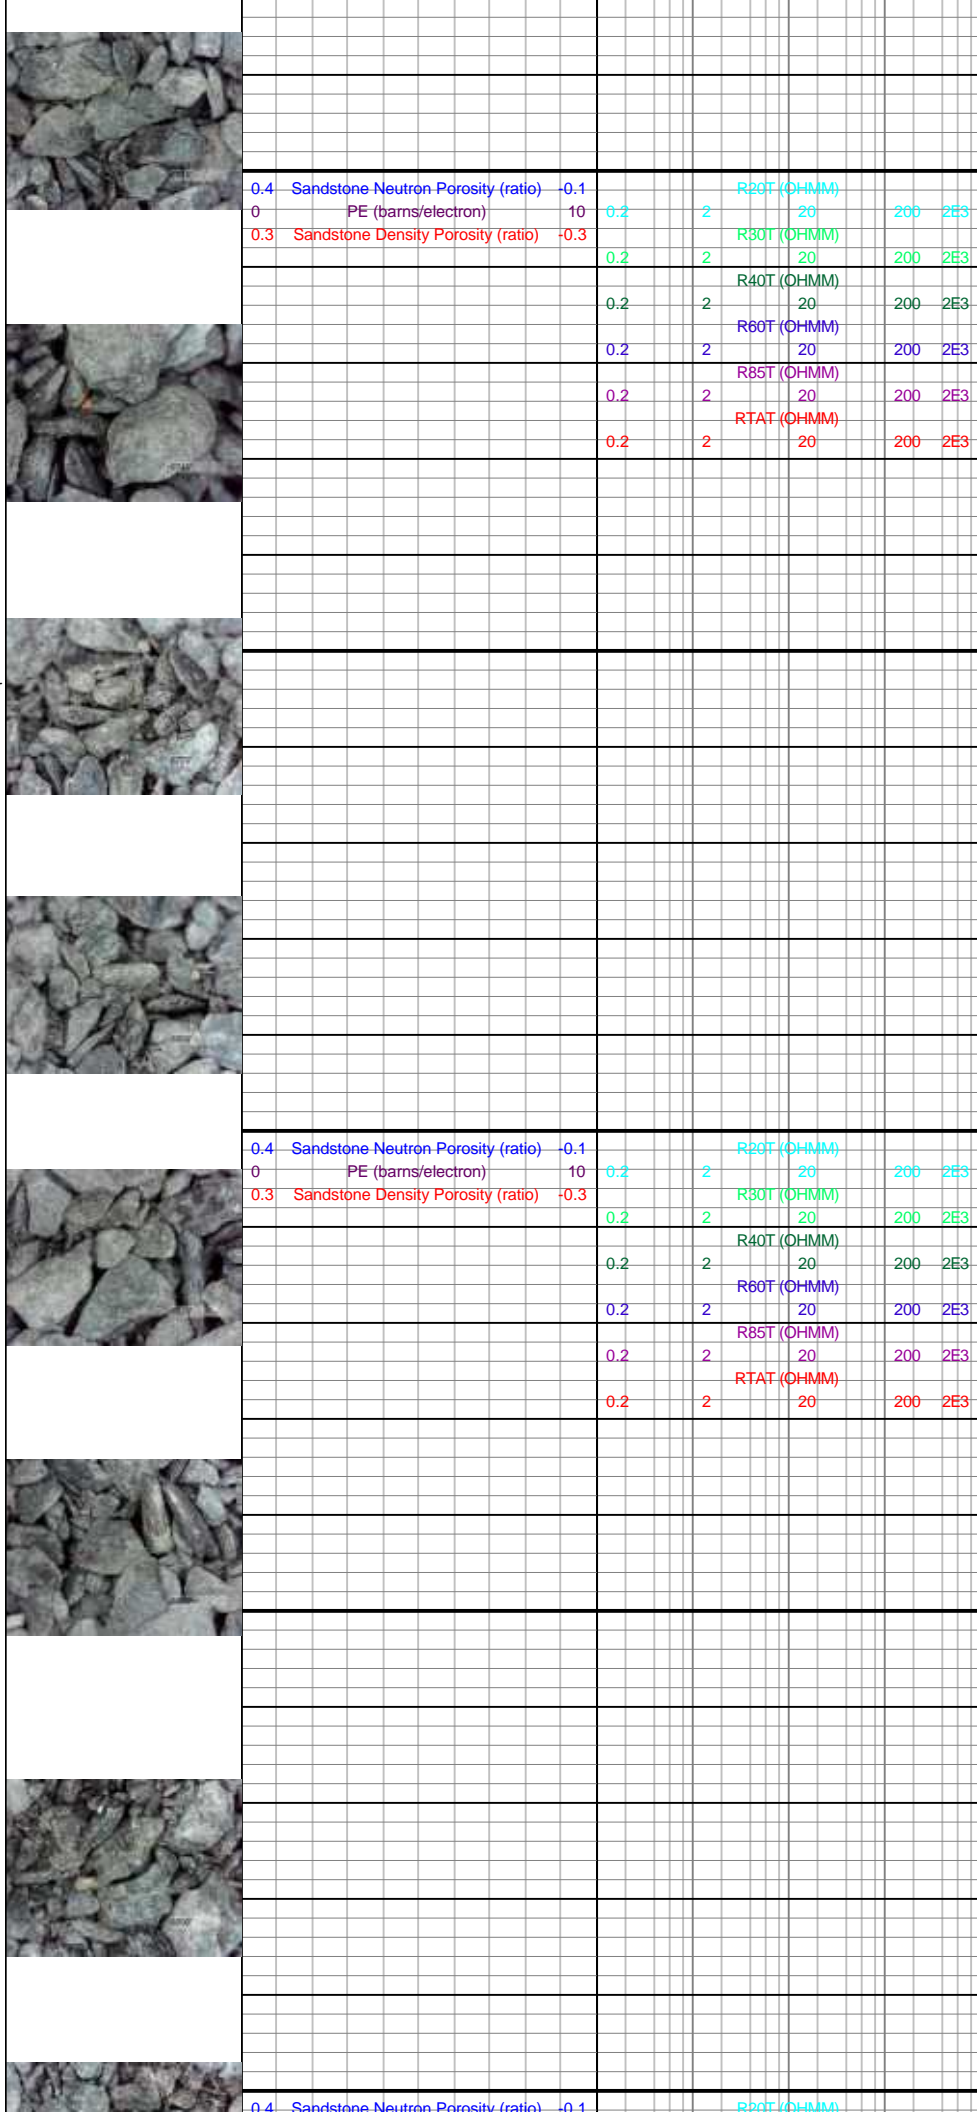 0.4 Sandstone Neutron Porosity (ratio) -0.1
0 PE (barns/electron) 10
0.3 Sandstone Density Porosity (ratio) -0.3
R20T (OHMM)
0.2 2 20 200 2E3
R30T (OHMM)
0.2 2 20 200 2E3
R40T (OHMM)
0.2 2 20 200 2E3
R60T (OHMM)
0.2 2 20 200 2E3
R85T (OHMM)
0.2 2 20 200 2E3
RTAT (OHMM)
0.2 2 20 200 2E3
0.4 Sandstone Neutron Porosity (ratio) -0.1
0 PE (barns/electron) 10
0.3 Sandstone Density Porosity (ratio) -0.3
R20T (OHMM)
0.2 2 20 200 2E3
R30T (OHMM)
0.2 2 20 200 2E3
R40T (OHMM)
0.2 2 20 200 2E3
R60T (OHMM)
0.2 2 20 200 2E3
R85T (OHMM)
0.2 2 20 200 2E3
RTAT (OHMM)
0.2 2 20 200 2E3
0.4 Sandstone Neutron Porosity (ratio) -0.1
R20T (OHMM)